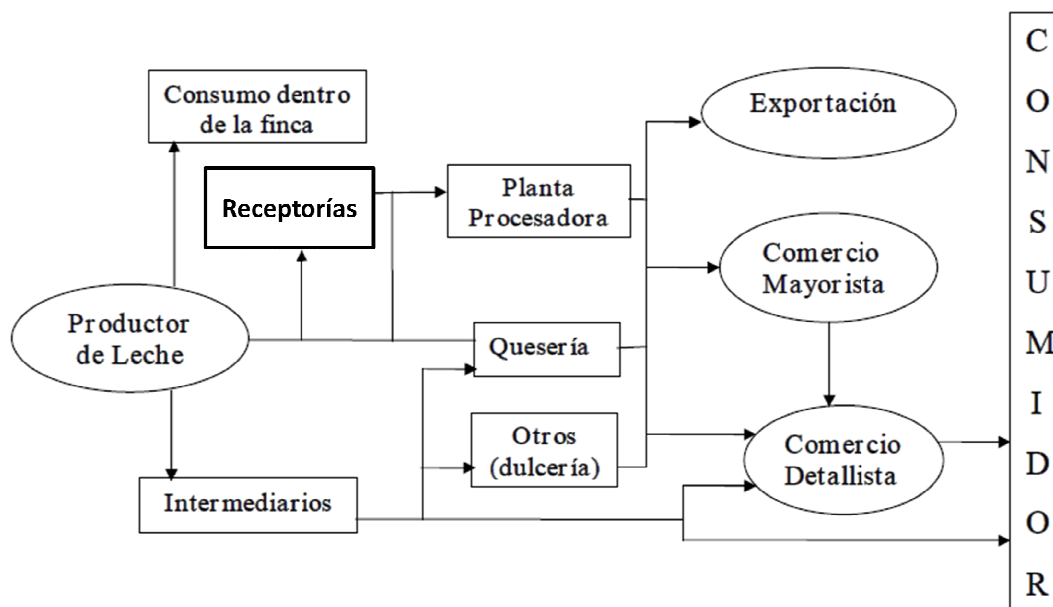 Consumo dentro
de la finca
Receptorías
Productor
de Leche
Intermediarios
Planta
Procesadora
Quesería
Otros
(dulcería)
Exportación
Comercio
Mayorista
Comercio
Detallista
C
O
N
S
U
M
I
D
O
R